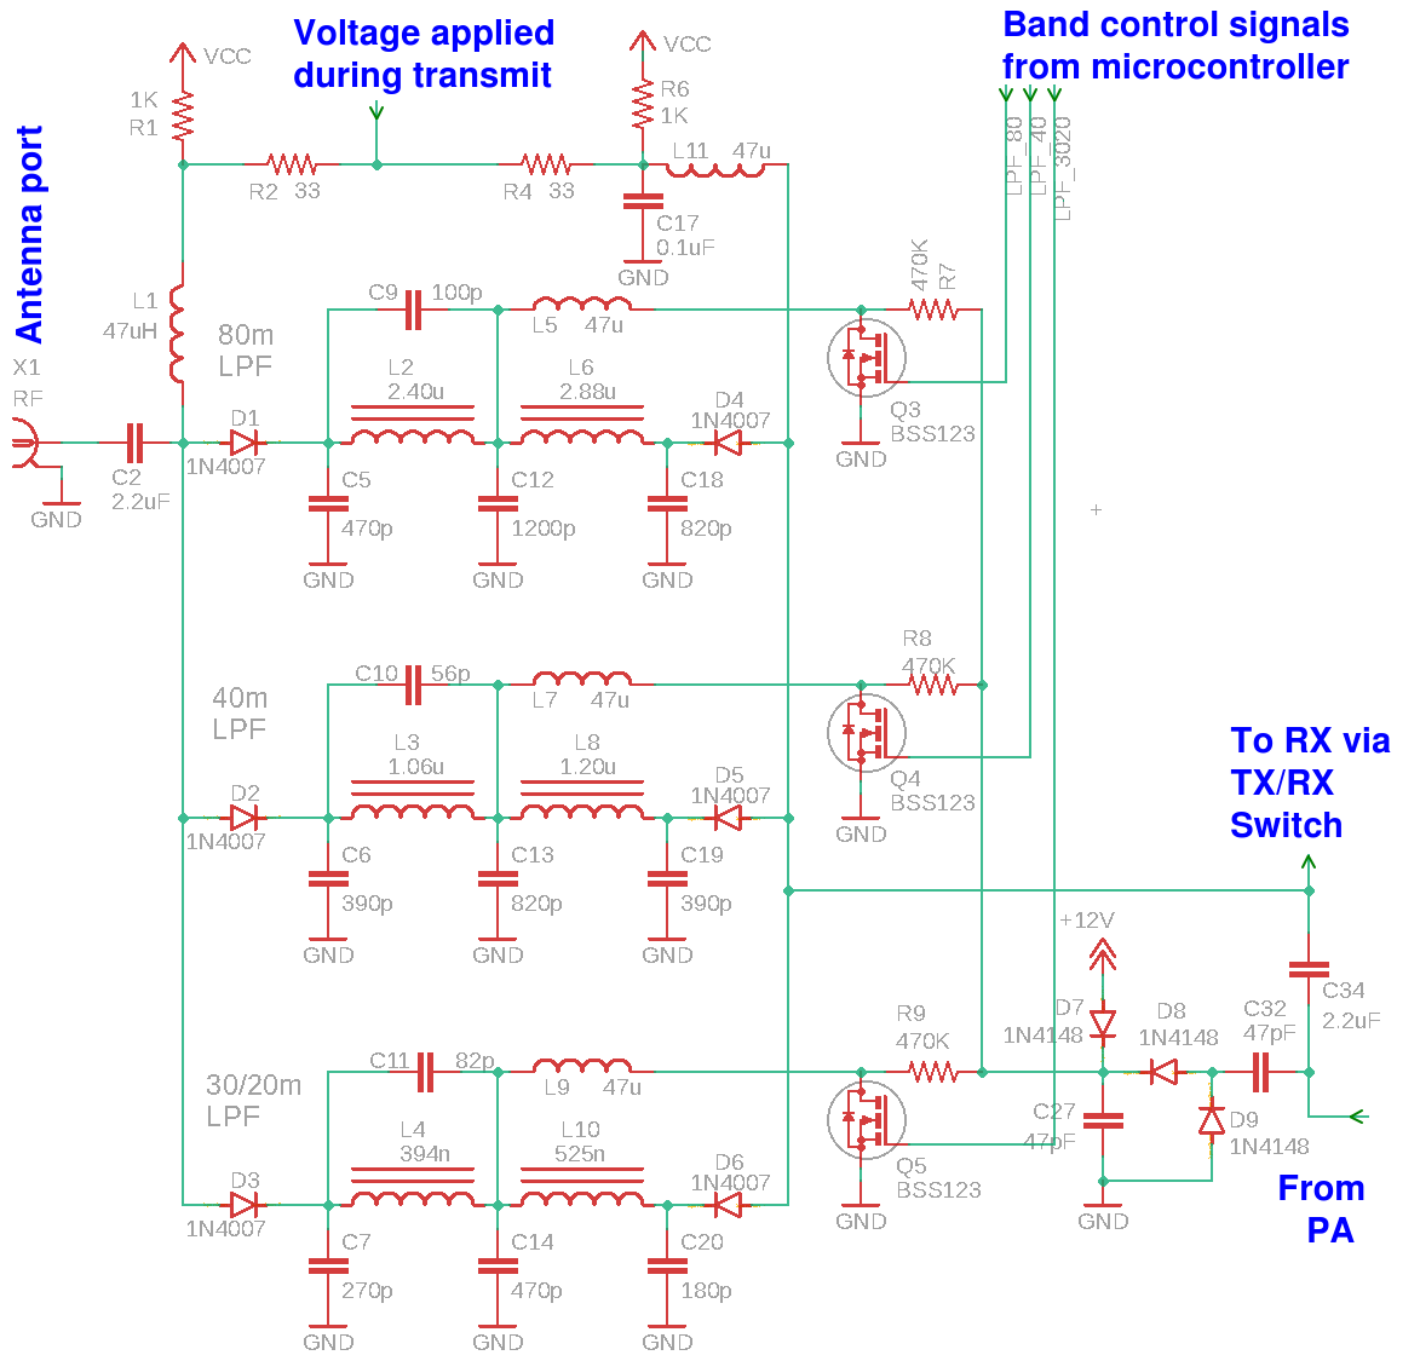 Voltage applied
during transmit
Band control signals
from microcontroller
VCC
VCC
1K
R1
R6
1K
Antenna port
R2 33
R4 33
L11 47u
C17
0.1uF
GND
LPF_80
LPF_40
LPF_3020
L1
47uH
80m
LPF
C9 100p
L5 47u
470K
R7
X1
RF
L2
2.40u
L6
2.88u
D4
1N4007
D1
1N4007
Q3
BSS123
GND
C2
2.2uF
GND
C5
470p
C12
1200p
C18
820p
GND
GND
GND
R8
470K
40m
LPF
C10 56p
L7 47u
L3
1.06u
L8
1.20u
D5
1N4007
D2
1N4007
Q4
BSS123
GND
To RX via
TX/RX
Switch
C6
390p
C13
820p
C19
390p
GND
GND
GND
+12V
D7
1N4148
D8
1N4148
C32
47pF
C34
2.2uF
R9
470K
30/20m
LPF
C11 82p
L9 47u
C27
47pF
D9
1N4148
L4
394n
L10
525n
D6
1N4007
D3
1N4007
Q5
BSS123
GND
GND
From
PA
C7
270p
C14
470p
C20
180p
GND
GND
GND